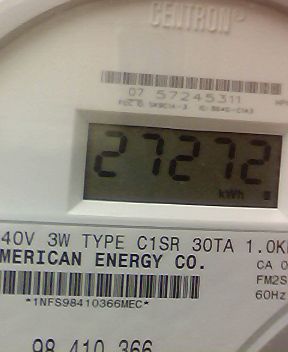 CENTRON®
07 57245311
27272
kWh
40V 3W TYPE C1SR 30TA 1.0K
MERICAN ENERGY CO.
CA 0
FM2S
60Hz
*1NFS98410366MEC*
98 410 366